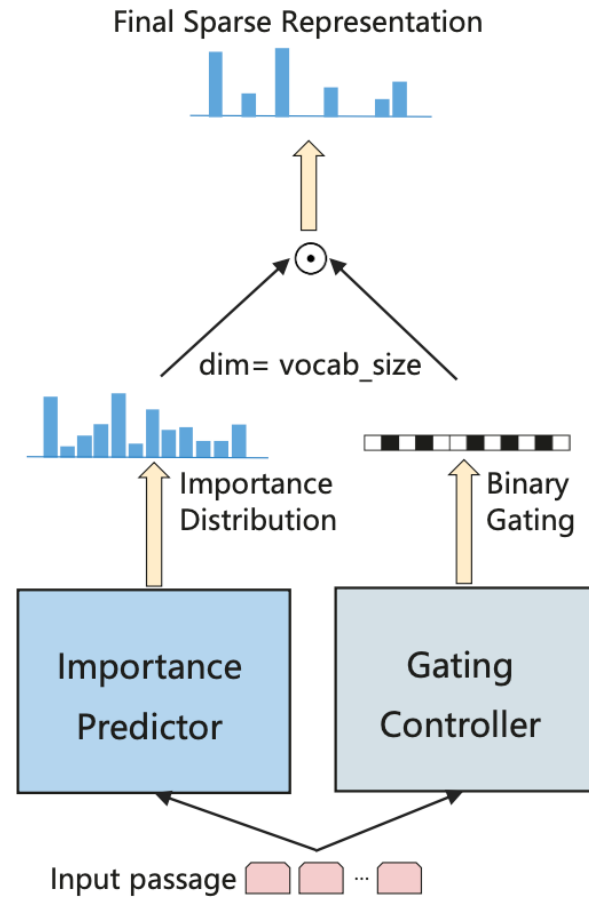 Final Sparse Representation
dim= vocab_size
Importance
Distribution
Binary
Gating
Importance
Predictor
Gating
Controller
Input passage ...